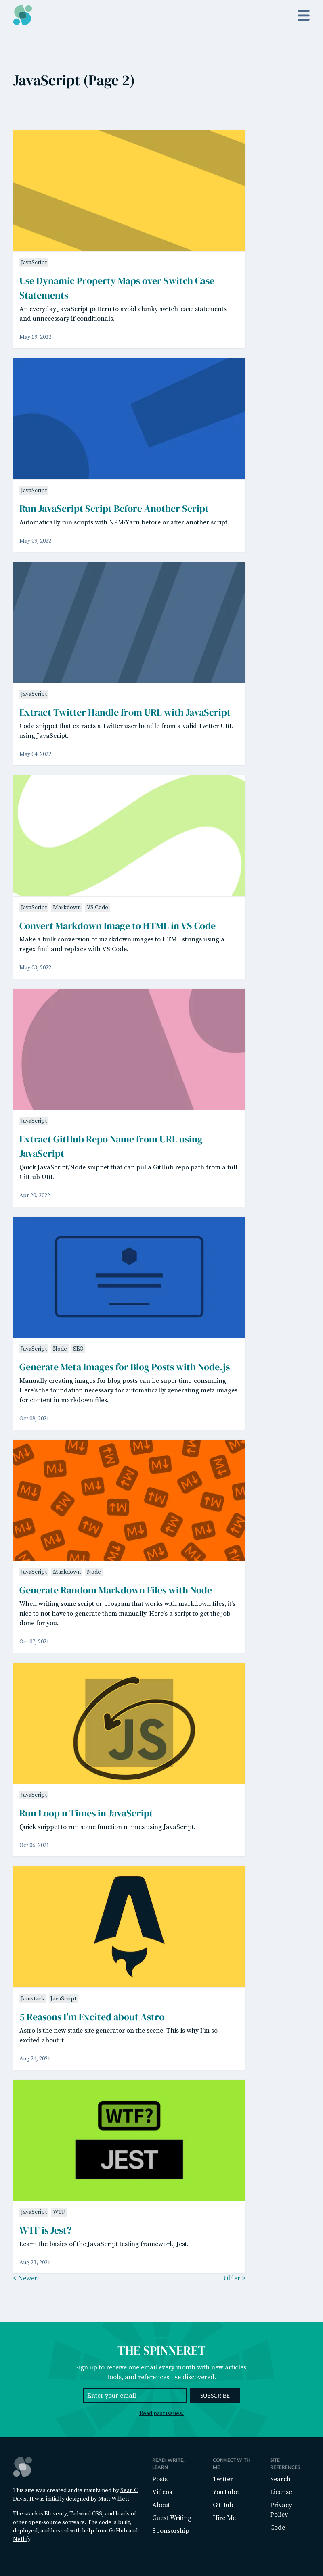 JavaScript (Page 2)
JavaScript
Use Dynamic Property Maps over Switch Case
Statements
An everyday JavaScript pattern to avoid clunky switch-case statements
and unnecessary if conditionals.
May 19, 2022
JavaScript
Run JavaScript Script Before Another Script
Automatically run scripts with NPM/Yarn before or after another script.
May 09, 2022
JavaScript
Extract Twitter Handle from URL with JavaScript
Code snippet that extracts a Twitter user handle from a valid Twitter URL
using JavaScript.
May 04, 2022
JavaScript Markdown VS Code
Convert Markdown Image to HTML in VS Code
Make a bulk conversion of markdown images to HTML strings using a
regex find and replace with VS Code.
May 03, 2022
JavaScript
Extract GitHub Repo Name from URL using
JavaScript
Quick JavaScript/Node snippet that can pul a GitHub repo path from a full
GitHub URL.
Apr 20, 2022
JavaScript Node SEO
Generate Meta Images for Blog Posts with Node.js
Manually creating images for blog posts can be super time-consuming.
Here's the foundation necessary for automatically generating meta images
for content in markdown files.
Oct 08, 2021
JavaScript Markdown Node
Generate Random Markdown Files with Node
When writing some script or program that works with markdown files, it's
nice to not have to generate them manually. Here's a script to get the job
done for you.
Oct 07, 2021
JS
JavaScript
Run Loop n Times in JavaScript
Quick snippet to run some function n times using JavaScript.
Oct 06, 2021
Jamstack JavaScript
5 Reasons I'm Excited about Astro
Astro is the new static site generator on the scene. This is why I'm so
excited about it.
Aug 24, 2021
WTF?
JEST
JavaScript WTF
WTF is Jest?
Learn the basics of the JavaScript testing framework, Jest.
Aug 23, 2021
< Newer Older >
THE SPINNERET
Sign up to receive one email every month with new articles,
tools, and references I've discovered.
Enter your email SUBSCRIBE
Read past issues.
This site was created and is maintained by Sean C
Davis. It was initially designed by Matt Willett.
The stack is Eleventy, Tailwind CSS, and loads of
other open-source software. The code is built,
deployed, and hosted with help from GitHub and
Netlify.
READ, WRITE,
LEARN
Posts
Videos
About
Guest Writing
Sponsorship
CONNECT WITH
ME
Twitter
YouTube
GitHub
Hire Me
SITE
REFERENCES
Search
License
Privacy
Policy
Code